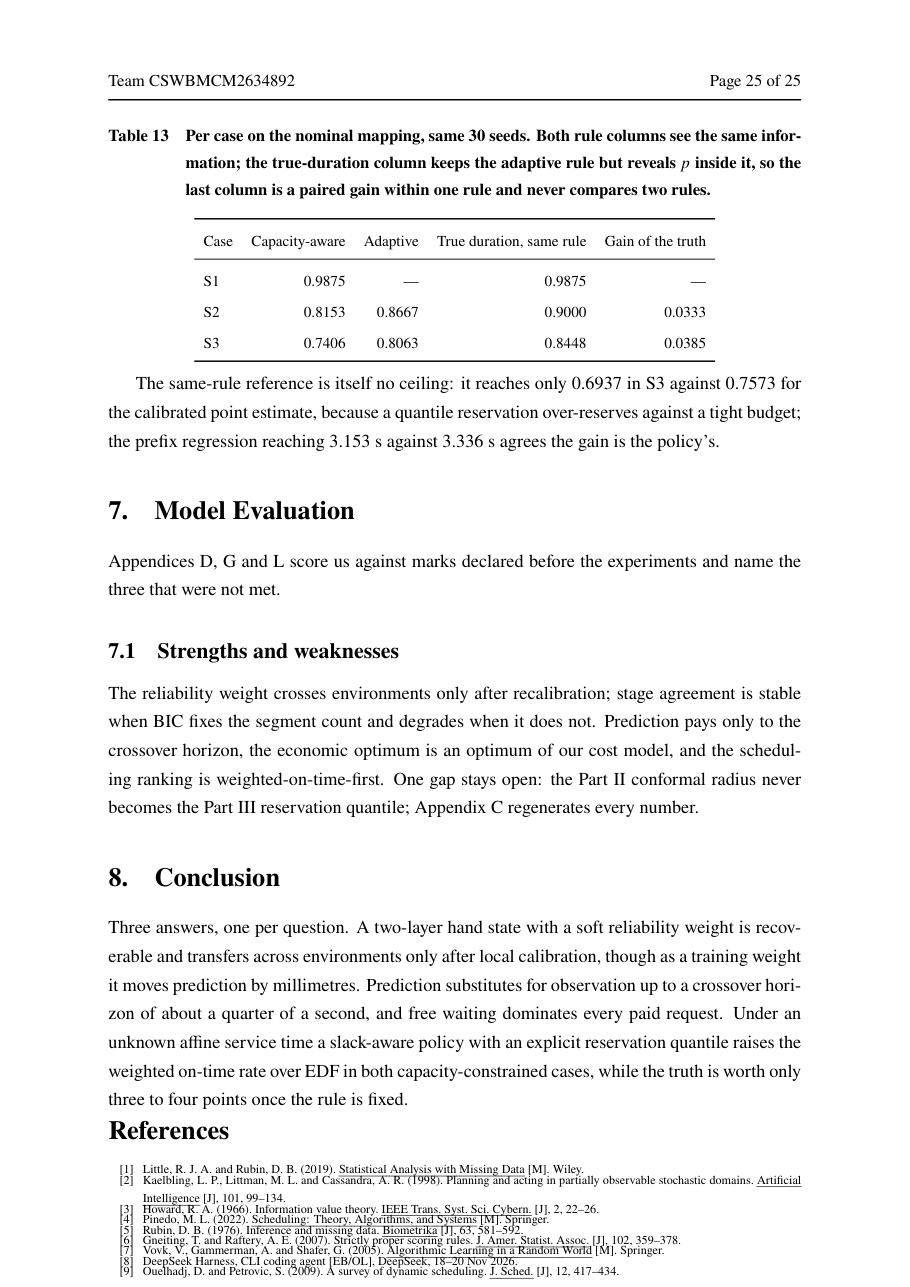 Team CSWBMCM2634892 Page 25 of 25
Table 13 Per case on the nominal mapping, same 30 seeds. Both rule columns see the same infor-
mation; the true-duration column keeps the adaptive rule but reveals p inside it, so the
last column is a paired gain within one rule and never compares two rules.
Case Capacity-aware Adaptive True duration, same rule Gain of the truth
S1 0.9875 — 0.9875 —
S2 0.8153 0.8667 0.9000 0.0333
S3 0.7406 0.8063 0.8448 0.0385
The same-rule reference is itself no ceiling: it reaches only 0.6937 in S3 against 0.7573 for
the calibrated point estimate, because a quantile reservation over-reserves against a tight budget;
the prefix regression reaching 3.153 s against 3.336 s agrees the gain is the policy’s.
7. Model Evaluation
Appendices D, G and L score us against marks declared before the experiments and name the
three that were not met.
7.1 Strengths and weaknesses
The reliability weight crosses environments only after recalibration; stage agreement is stable
when BIC fixes the segment count and degrades when it does not. Prediction pays only to the
crossover horizon, the economic optimum is an optimum of our cost model, and the schedul-
ing ranking is weighted-on-time-first. One gap stays open: the Part II conformal radius never
becomes the Part III reservation quantile; Appendix C regenerates every number.
8. Conclusion
Three answers, one per question. A two-layer hand state with a soft reliability weight is recov-
erable and transfers across environments only after local calibration, though as a training weight
it moves prediction by millimetres. Prediction substitutes for observation up to a crossover hori-
zon of about a quarter of a second, and free waiting dominates every paid request. Under an
unknown affine service time a slack-aware policy with an explicit reservation quantile raises the
weighted on-time rate over EDF in both capacity-constrained cases, while the truth is worth only
three to four points once the rule is fixed.
References
[1] Little, R. J. A. and Rubin, D. B. (2019). Statistical Analysis with Missing Data [M]. Wiley.
[2] Kaelbling, L. P., Littman, M. L. and Cassandra, A. R. (1998). Planning and acting in partially observable stochastic domains. Artificial
Intelligence [J], 101, 99–134.
[3] Howard, R. A. (1966). Information value theory. IEEE Trans. Syst. Sci. Cybern. [J], 2, 22–26.
[4] Pinedo, M. L. (2022). Scheduling: Theory, Algorithms, and Systems [M]. Springer.
[5] Rubin, D. B. (1976). Inference and missing data. Biometrika [J], 63, 581–592.
[6] Gneiting, T. and Raftery, A. E. (2007). Strictly proper scoring rules. J. Amer. Statist. Assoc. [J], 102, 359–378.
[7] Vovk, V., Gammerman, A. and Shafer, G. (2005). Algorithmic Learning in a Random World [M]. Springer.
[8] DeepSeek Harness, CLI coding agent [EB/OL], DeepSeek, 18–20 Nov 2026.
[9] Ouelhadj, D. and Petrovic, S. (2009). A survey of dynamic scheduling. J. Sched. [J], 12, 417–434.